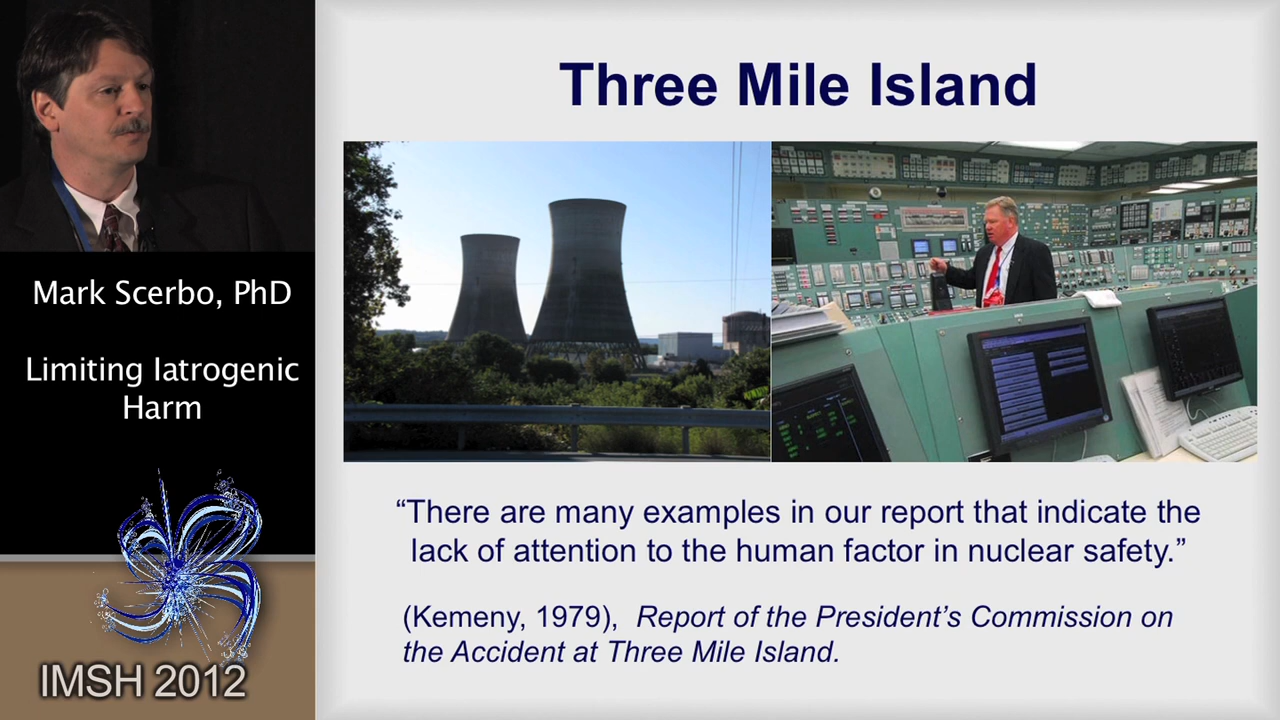 Mark Scerbo, PhD
Limiting Iatrogenic
Harm
IMSH 2012
Three Mile Island
“There are many examples in our report that indicate the
lack of attention to the human factor in nuclear safety.”
(Kemeny, 1979), Report of the President’s Commission on
the Accident at Three Mile Island.